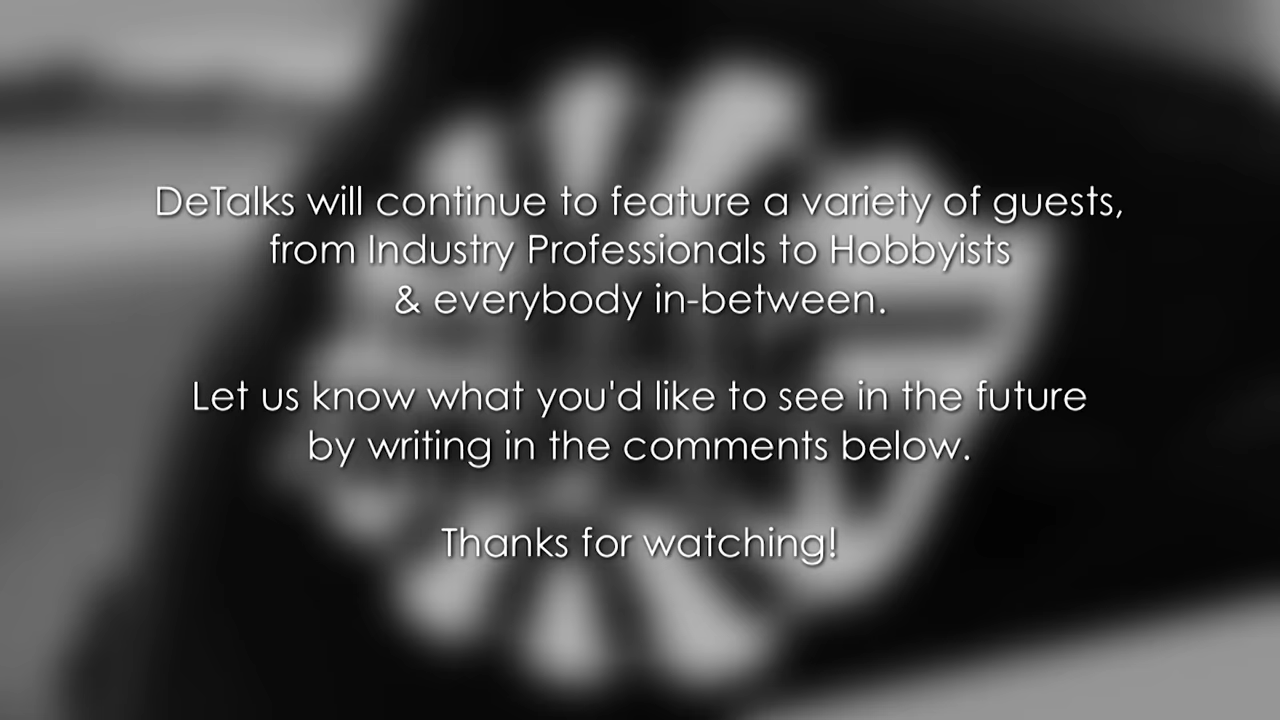 DeTalks will continue to feature a variety of guests,
from Industry Professionals to Hobbyists
& everybody in-between.
Let us know what you'd like to see in the future
by writing in the comments below.
Thanks for watching!